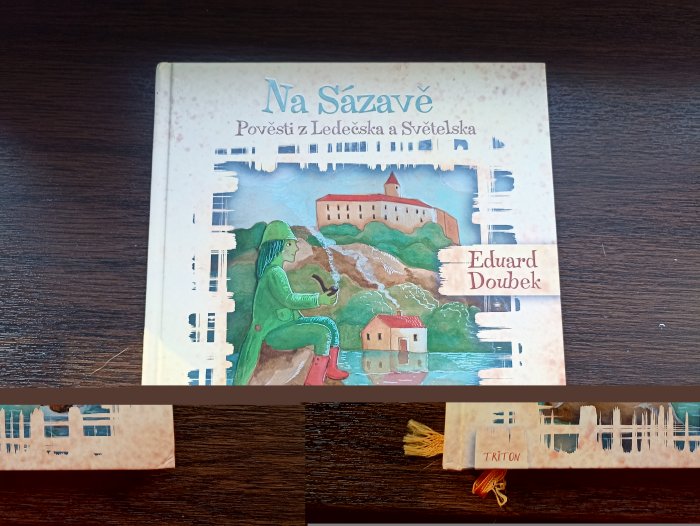 Na Sázavě
Pověsti z Ledečska a Světelska
Eduard
Doubek
TRITON